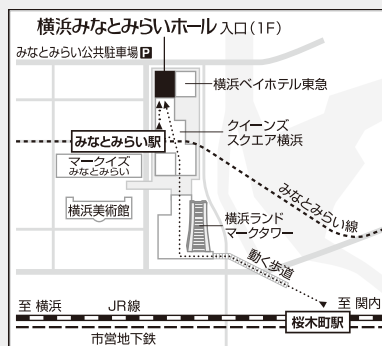 横浜みなとみらいホール 入口(1F)
みなとみらい公共駐車場 P
横浜ベイホテル東急
クイーンズ
スクエア横浜
みなとみらい駅
マークイズ
みなとみらい
みなとみらい線
横浜美術館
横浜ランド
マークタワー
動く歩道
至 横浜
JR線
至 関内
桜木町駅
市営地下鉄